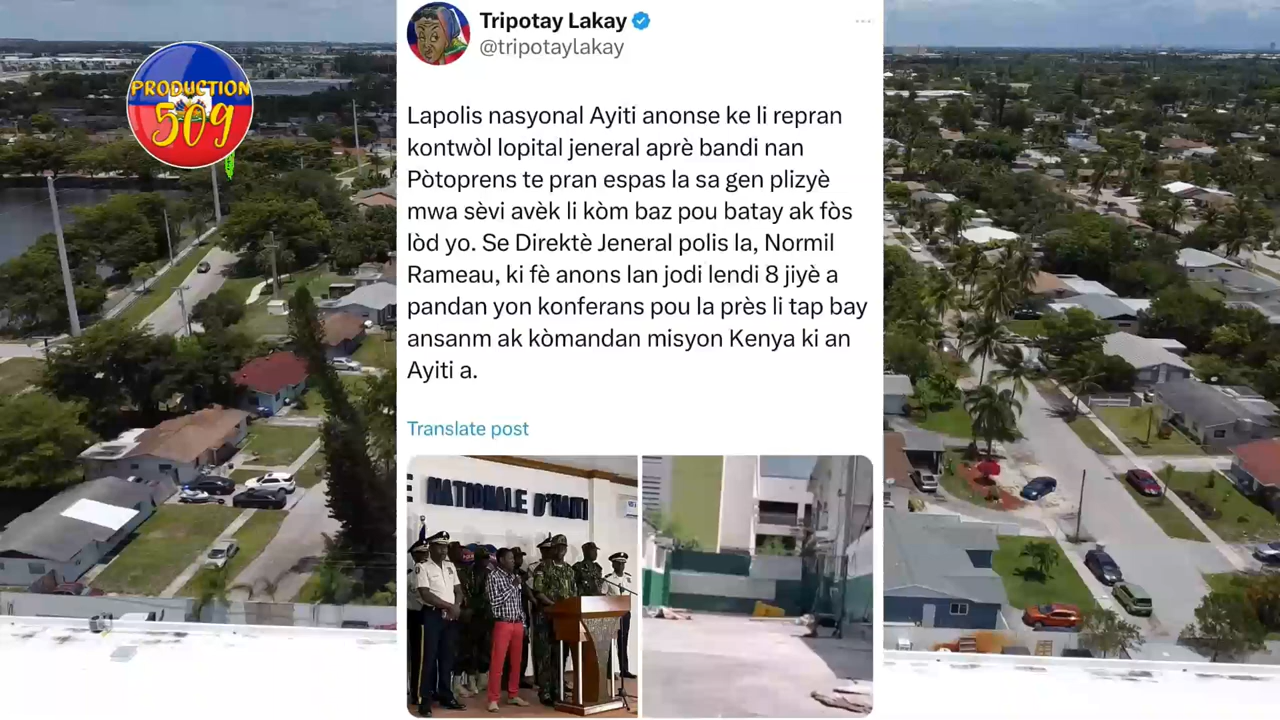 PRODUCTION
509
Tripotay Lakay
@tripotaylakay
Lapolis nasyonal Ayiti anonse ke li repran
kontwòl lopital jeneral aprè bandi nan
Pòtoprens te pran espas la sa gen plizyè
mwa sèvi avèk li kòm baz pou batay ak fòs
lòd yo. Se Direktè Jeneral polis la, Normil
Rameau, ki fè anons lan jodi lendi 8 jiyè a
pandan yon konferans pou la près li tap bay
ansanm ak kòmandan misyon Kenya ki an
Ayiti a.
Translate post
E NATIONALE D'HAITI